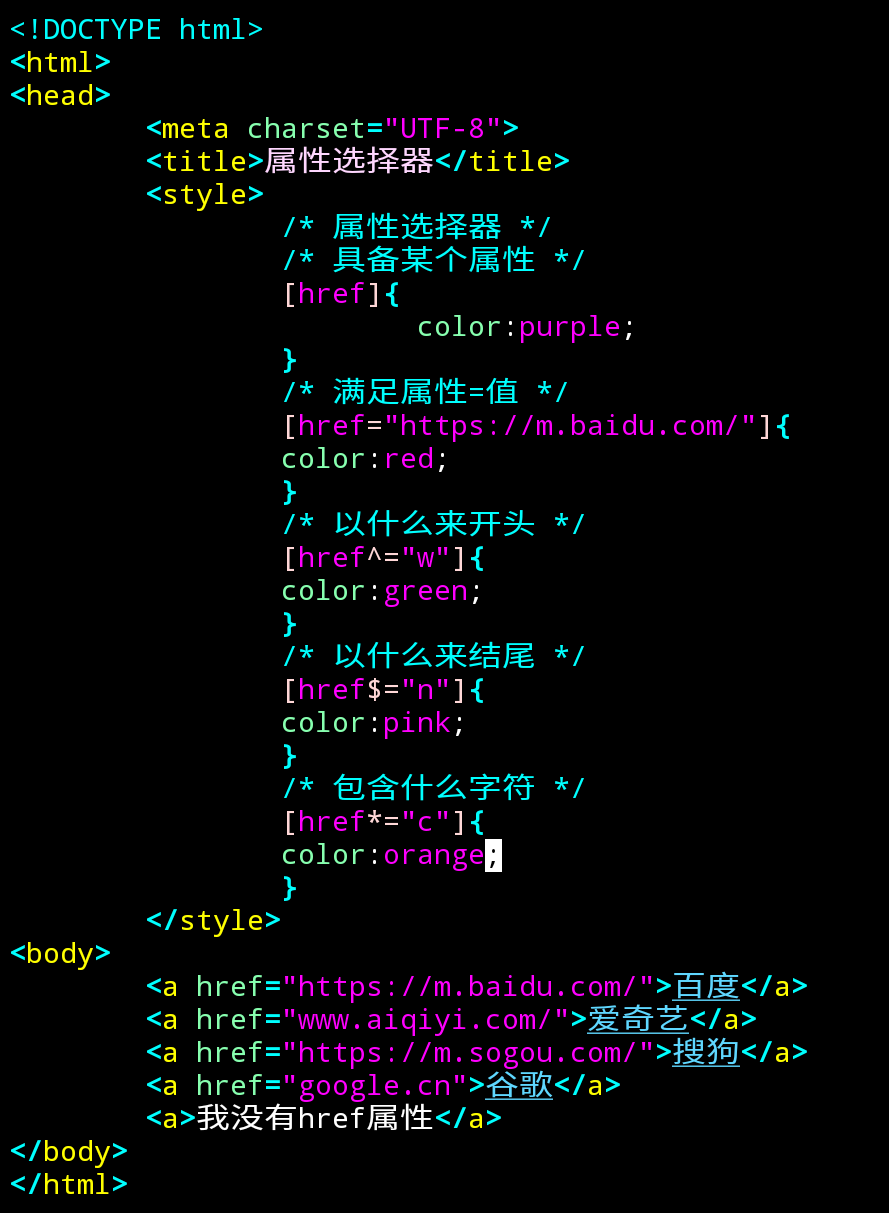 <!DOCTYPE html>
<html>
<head>
<meta charset="UTF-8">
<title>属性选择器</title>
<style>
/* 属性选择器 */
/* 具备某个属性 */
[href]{
color:purple;
}
/* 满足属性=值 */
[href="https://m.baidu.com/"]{
color:red;
}
/* 以什么来开头 */
[href^="w"]{
color:green;
}
/* 以什么来结尾 */
[href$="n"]{
color:pink;
}
/* 包含什么字符 */
[href*="c"]{
color:orange;
}
</style>
<body>
<a href="https://m.baidu.com/">百度</a>
<a href="www.aiqiyi.com/">爱奇艺</a>
<a href="https://m.sogou.com/">搜狗</a>
<a href="google.cn">谷歌</a>
<a>我没有href属性</a>
</body>
</html>